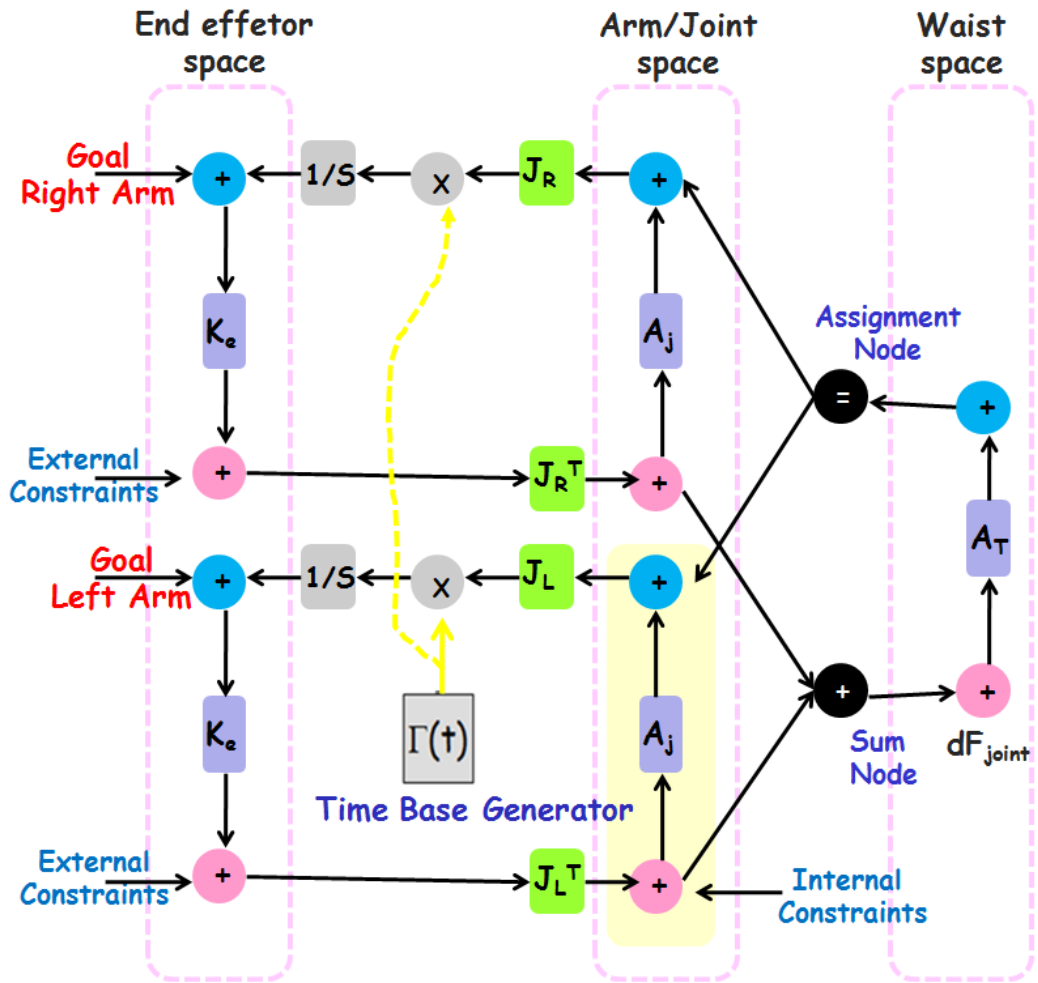 End effetor
space
Arm/Joint
space
Waist
space
Goal
Right Arm
+
1/S
x
J_R
+
K_e
A_j
Assignment
Node
=
+
External
Constraints
+
J_R^T
+
A_T
Goal
Left Arm
+
1/S
x
J_L
+
K_e
Γ(t)
A_j
+
Sum
Node
+
dF_joint
Time Base Generator
External
Constraints
+
J_L^T
+
Internal
Constraints